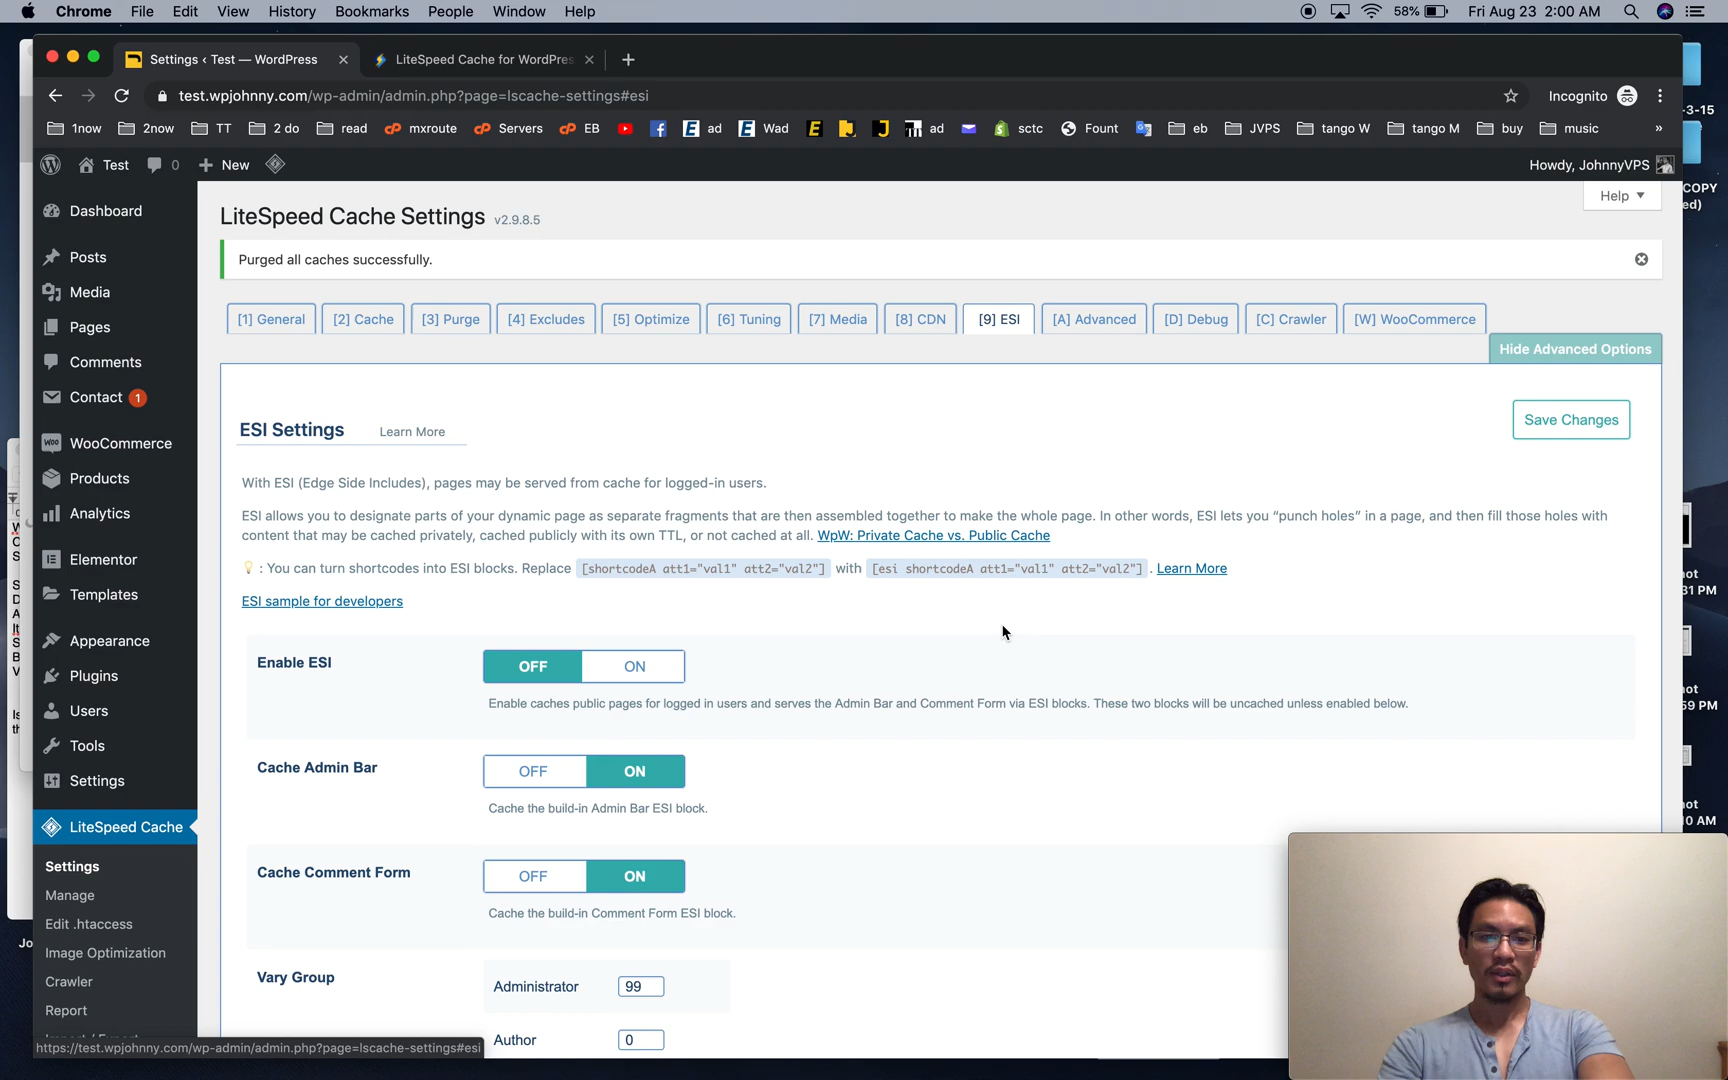 Chrome File Edit View History Bookmarks People Window Help 58% Fri Aug 23 2:00 AM
Settings ‹ Test — WordPress LiteSpeed Cache for WordPres
test.wpjohnny.com/wp-admin/admin.php?page=lscache-settings#esi Incognito
1now 2now TT 2 do read mxroute Servers EB ad Wad ad sctc Fount eb JVPS tango W tango M buy music »
Test 0 New Howdy, JohnnyVPS
Help ▼
Dashboard
Posts
Media
Pages
Comments
Contact 1
WooCommerce
Products
Analytics
Elementor
Templates
Appearance
Plugins
Users
Tools
Settings
LiteSpeed Cache
Settings
Manage
Edit .htaccess
Image Optimization
Crawler
Report
https://test.wpjohnny.com/wp-admin/admin.php?page=lscache-settings#esi
LiteSpeed Cache Settings v2.9.8.5
Purged all caches successfully.
[1] General [2] Cache [3] Purge [4] Excludes [5] Optimize [6] Tuning [7] Media [8] CDN [9] ESI [A] Advanced [D] Debug [C] Crawler [W] WooCommerce
Hide Advanced Options
ESI Settings Learn More
Save Changes
With ESI (Edge Side Includes), pages may be served from cache for logged-in users.
ESI allows you to designate parts of your dynamic page as separate fragments that are then assembled together to make the whole page. In other words, ESI lets you “punch holes” in a page, and then fill those holes with
content that may be cached privately, cached publicly with its own TTL, or not cached at all. WpW: Private Cache vs. Public Cache
: You can turn shortcodes into ESI blocks. Replace [shortcodeA att1="val1" att2="val2"] with [esi shortcodeA att1="val1" att2="val2"] . Learn More
ESI sample for developers
Enable ESI OFF ON
Enable caches public pages for logged in users and serves the Admin Bar and Comment Form via ESI blocks. These two blocks will be uncached unless enabled below.
Cache Admin Bar OFF ON
Cache the build-in Admin Bar ESI block.
Cache Comment Form OFF ON
Cache the build-in Comment Form ESI block.
Vary Group Administrator 99
Author 0
-3-15
COPY
ed)
31 PM
59 PM
10 AM
Jo